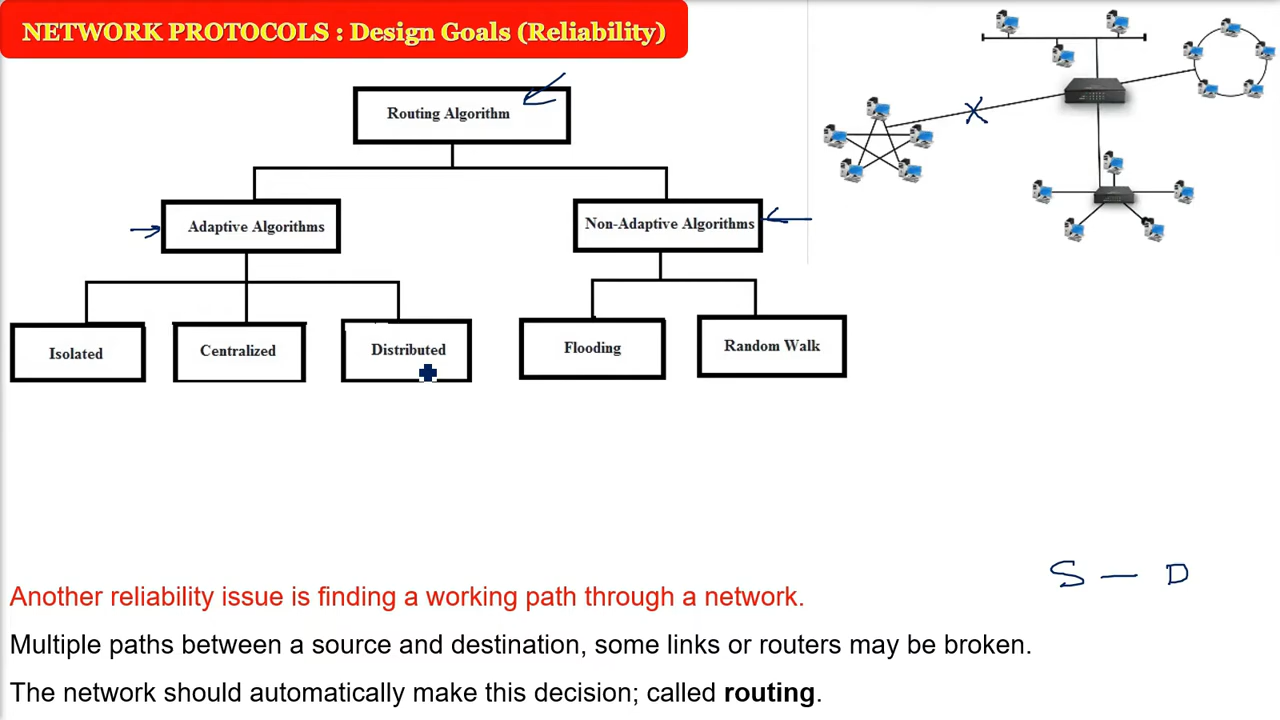 NETWORK PROTOCOLS : Design Goals (Reliability)
Routing Algorithm
Adaptive Algorithms
Non-Adaptive Algorithms
Isolated
Centralized
Distributed
Flooding
Random Walk
S — D
Another reliability issue is finding a working path through a network.
Multiple paths between a source and destination, some links or routers may be broken.
The network should automatically make this decision; called routing.